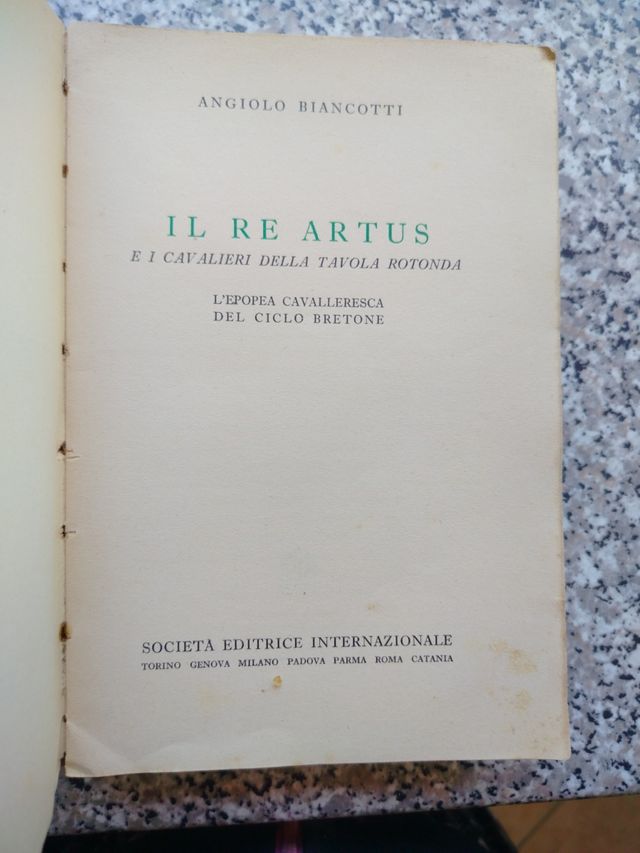 ANGIOLO BIANCOTTI
IL RE ARTUS
E I CAVALIERI DELLA TAVOLA ROTONDA
L'EPOPEA CAVALLERESCA
DEL CICLO BRETONE
SOCIETÀ EDITRICE INTERNAZIONALE
TORINO GENOVA MILANO PADOVA PARMA ROMA CATANIA